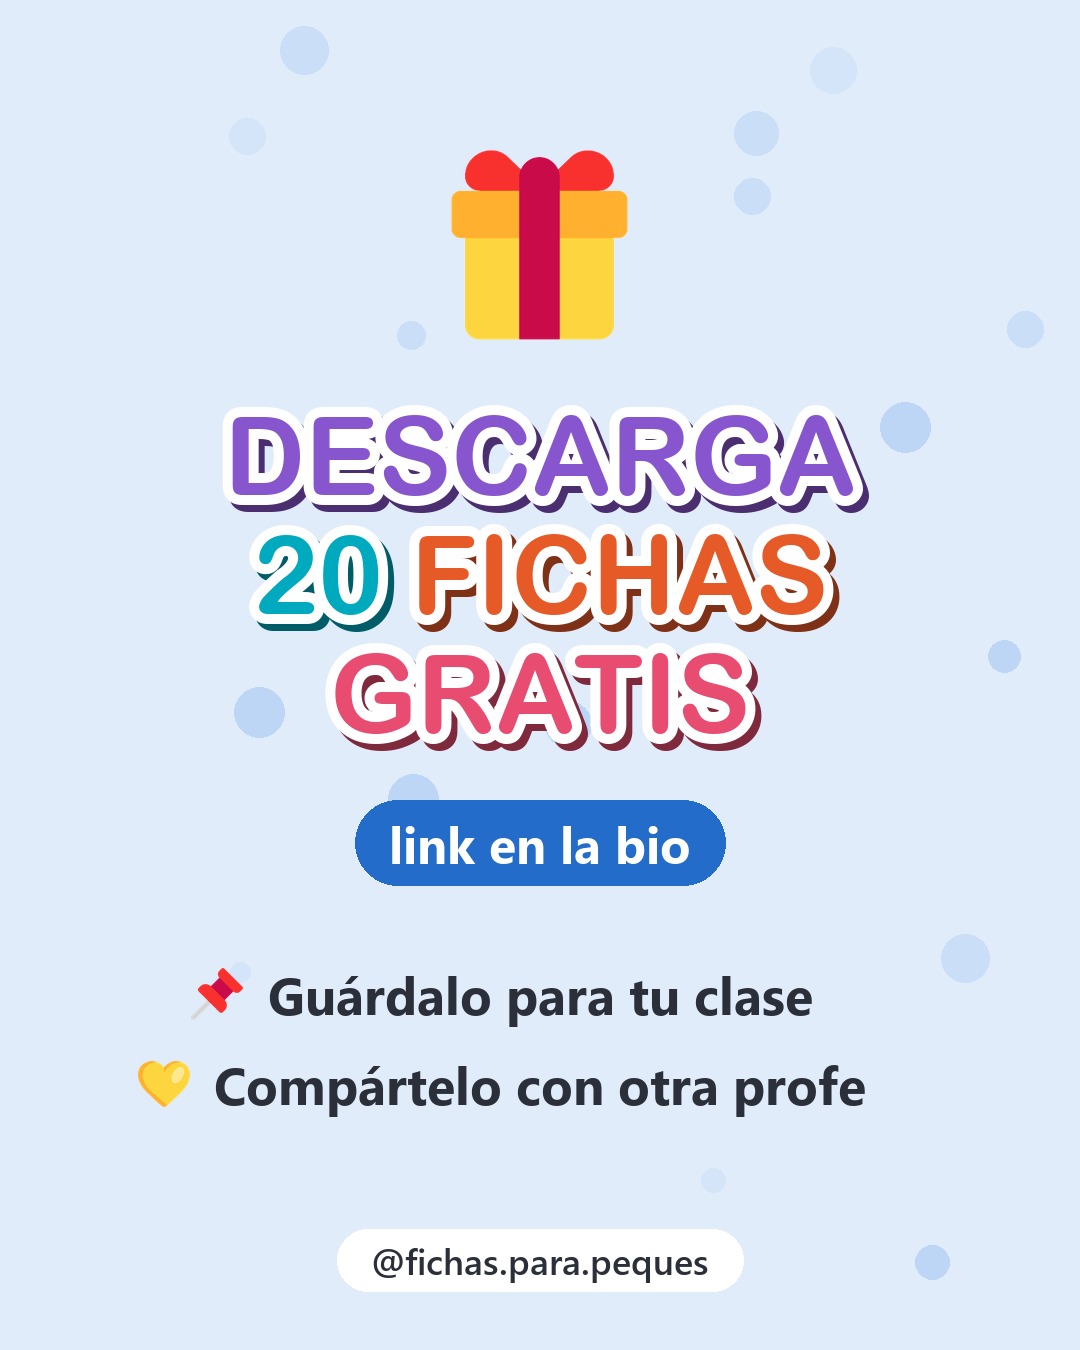 DESCARGA
20 FICHAS
GRATIS
link en la bio
Guárdalo para tu clase
Compártelo con otra profe
@fichas.para.peques